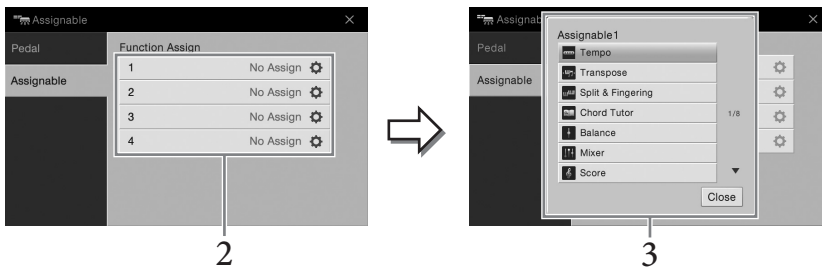 Assignable
Pedal
Assignable
Function Assign
1 No Assign
2 No Assign
3 No Assign
4 No Assign
2
Assignab
Pedal
Assignable
Assignable1
Tempo
Transpose
Split & Fingering
Chord Tutor
Balance
Mixer
Score
1/8
Close
3